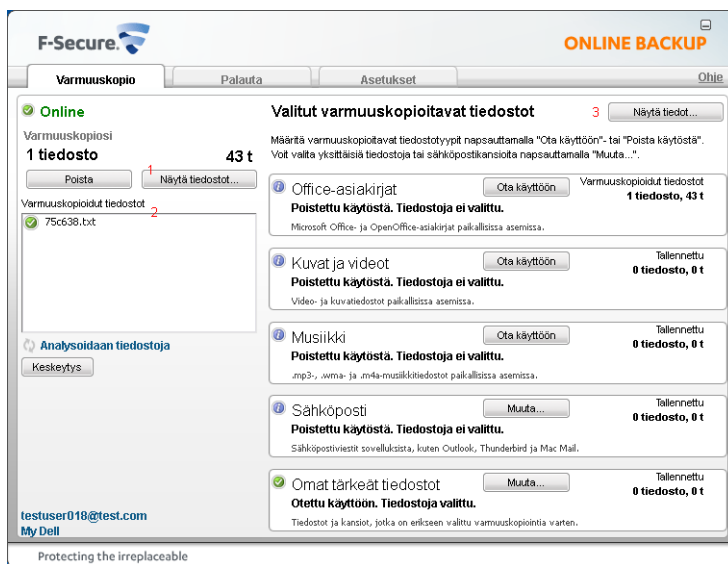 F-Secure.
ONLINE BACKUP
Varmuuskopio
Palauta
Asetukset
Ohje
Online
Varmuuskopiosi
1 tiedosto 43 t
1
Poista
Näytä tiedostot...
Varmuuskopioidut tiedostot
2
75c638.txt
Analysoidaan tiedostoja
Keskeytys
testuser018@test.com
My Dell
Valitut varmuuskopioitavat tiedostot
3
Näytä tiedot...
Määritä varmuuskopioitavat tiedostotyypit napsauttamalla "Ota käyttöön"- tai "Poista käytöstä".
Voit valita yksittäisiä tiedostoja tai sähköpostikansioita napsauttamalla "Muuta...".
Office-asiakirjat
Ota käyttöön
Varmuuskopioidut tiedostot
1 tiedosto, 43 t
Poistettu käytöstä. Tiedostoja ei valittu.
Microsoft Office- ja OpenOffice-asiakirjat paikallisissa asemissa.
Kuvat ja videot
Ota käyttöön
Tallennettu
0 tiedosto, 0 t
Poistettu käytöstä. Tiedostoja ei valittu.
Video- ja kuvatiedostot paikallisissa asemissa.
Musiikki
Ota käyttöön
Tallennettu
0 tiedosto, 0 t
Poistettu käytöstä. Tiedostoja ei valittu.
.mp3-, .wma- ja .m4a-musiikkitiedostot paikallisissa asemissa.
Sähköposti
Muuta...
Tallennettu
0 tiedosto, 0 t
Poistettu käytöstä. Tiedostoja ei valittu.
Sähköpostiviestit sovelluksista, kuten Outlook, Thunderbird ja Mac Mail.
Omat tärkeät tiedostot
Muuta...
Tallennettu
0 tiedosto, 0 t
Otettu käyttöön. Tiedostoja valittu.
Tiedostot ja kansiot, jotka on erikseen valittu varmuuskopiointia varten.
Protecting the irreplaceable